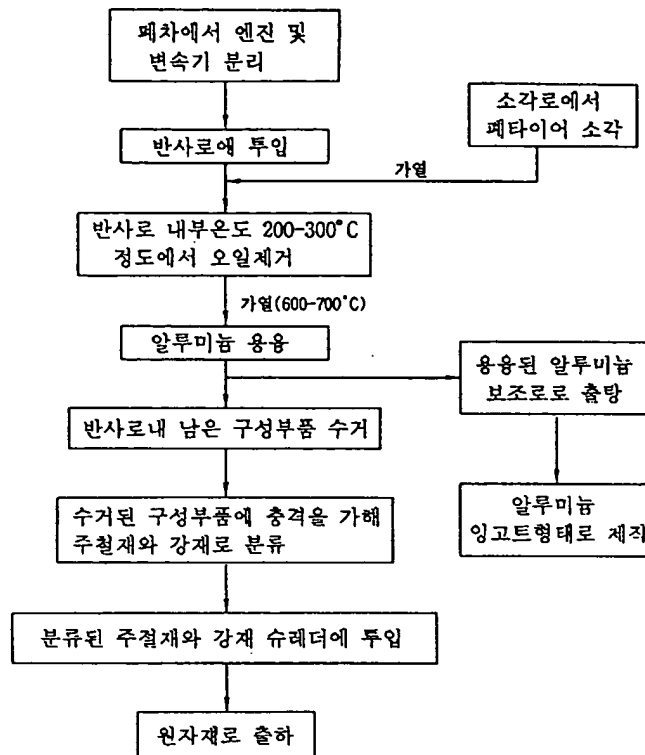 폐차에서 엔진 및
변속기 분리
소각로에서
폐타이어 소각
반사로에 투입
가열
반사로 내부온도 200-300°C
정도에서 오일제거
가열(600-700°C)
알루미늄 용융
용융된 알루미늄
보조로로 출탕
반사로내 남은 구성부품 수거
알루미늄
잉고트형태로 제작
수거된 구성부품에 충격을 가해
주철재와 강재로 분류
분류된 주절재와 강재 슈레더에 투입
원자재로 출하